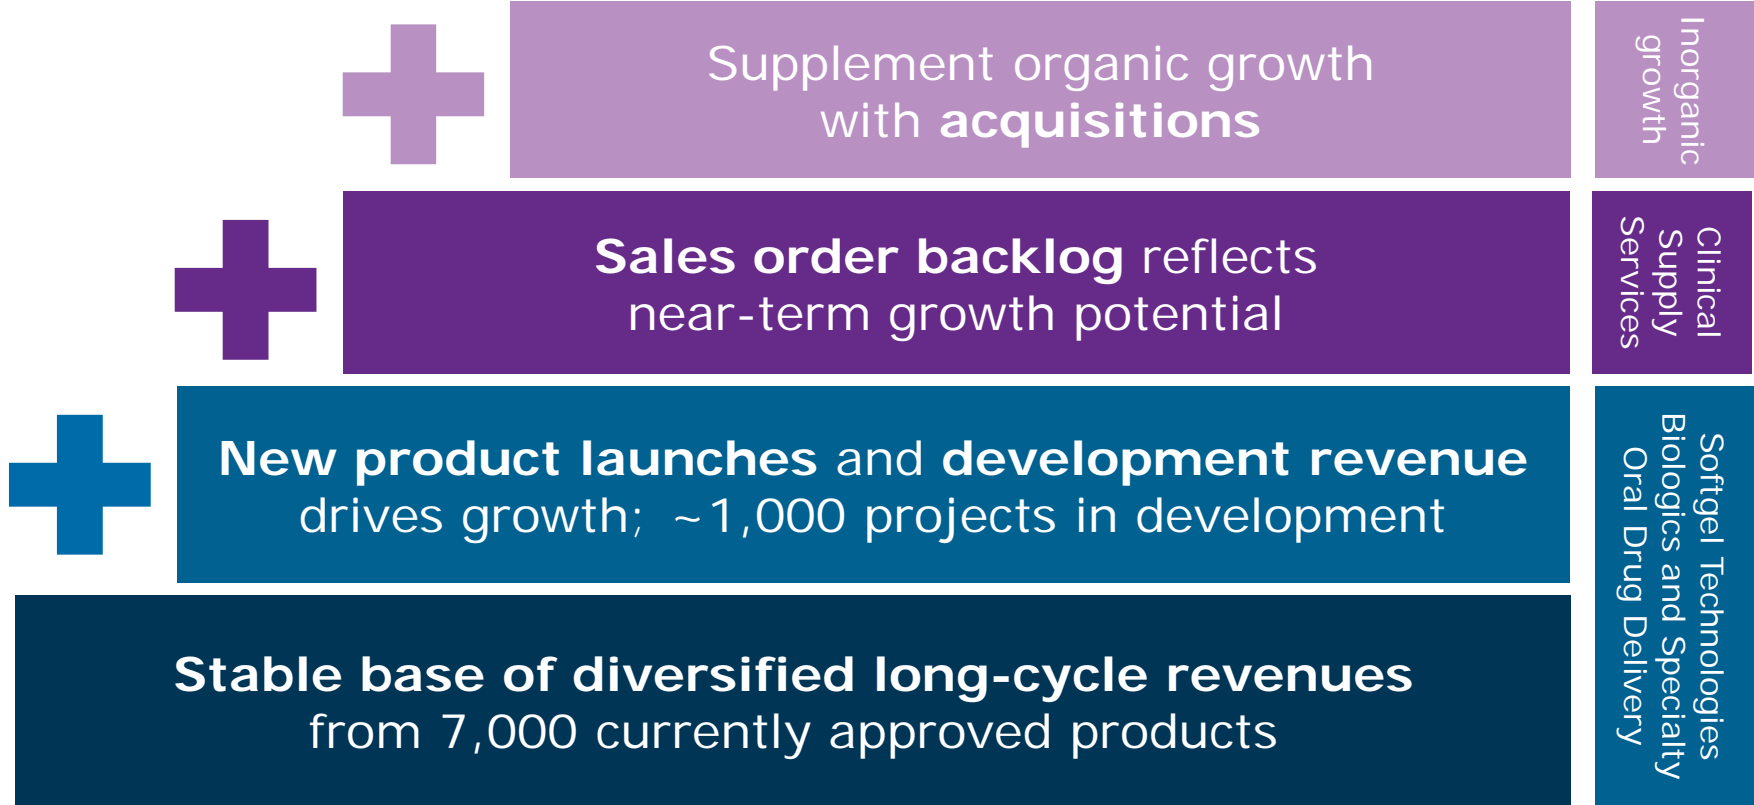 Supplement organic growth
with acquisitions
Inorganic
growth
Sales order backlog reflects
near-term growth potential
Clinical
Supply
Services
New product launches and development revenue
drives growth; ~1,000 projects in development
Softgel Technologies
Biologics and Specialty
Oral Drug Delivery
Stable base of diversified long-cycle revenues
from 7,000 currently approved products